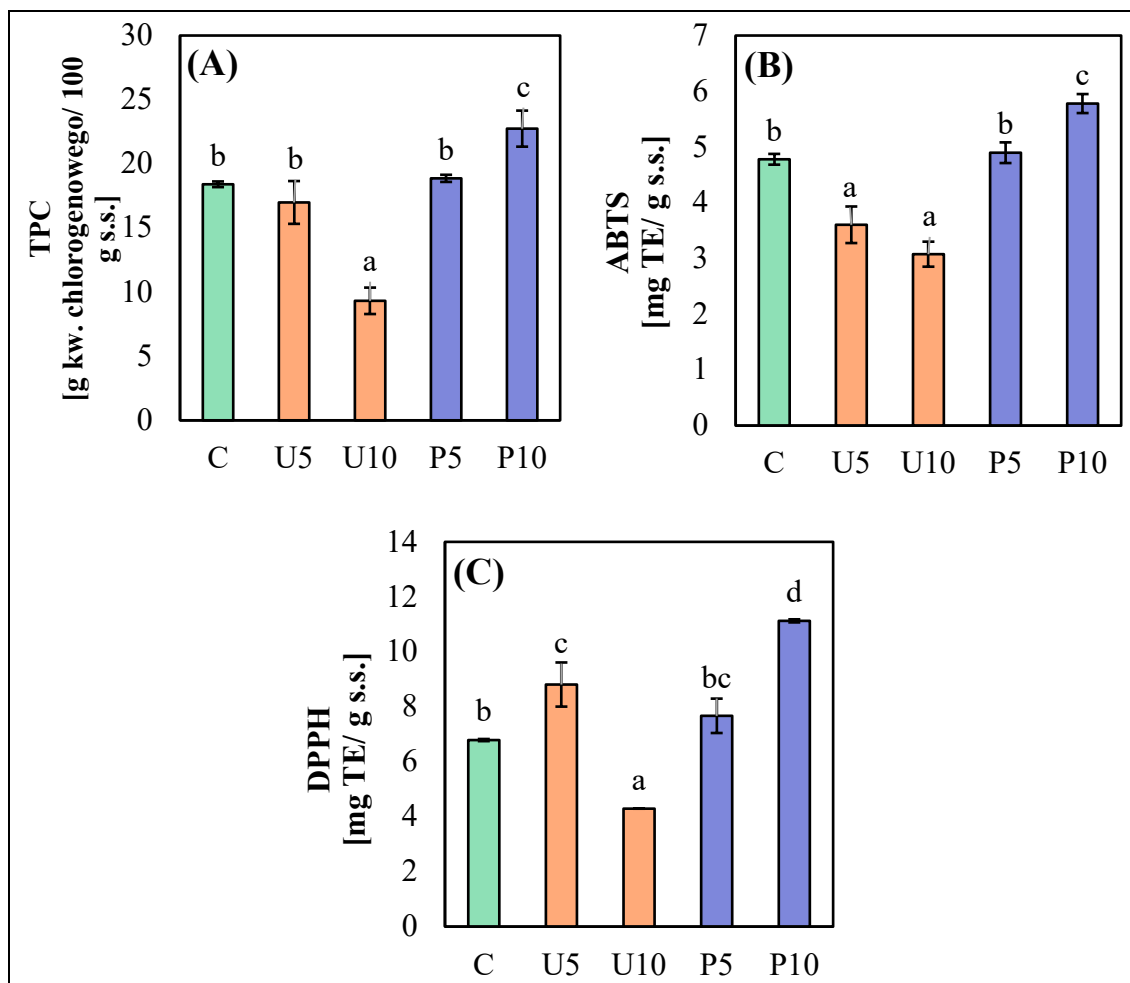 (A)
TPC
[g kw. chlorogenowego/ 100
g s.s.]
30
25
20
15
10
5
0
b
b
a
b
c
C U5 U10 P5 P10
(B)
ABTS
[mg TE/ g s.s.]
7
6
5
4
3
2
1
0
b
a
a
b
c
C U5 U10 P5 P10
(C)
DPPH
[mg TE/ g s.s.]
14
12
10
8
6
4
2
0
b
c
a
bc
d
C U5 U10 P5 P10